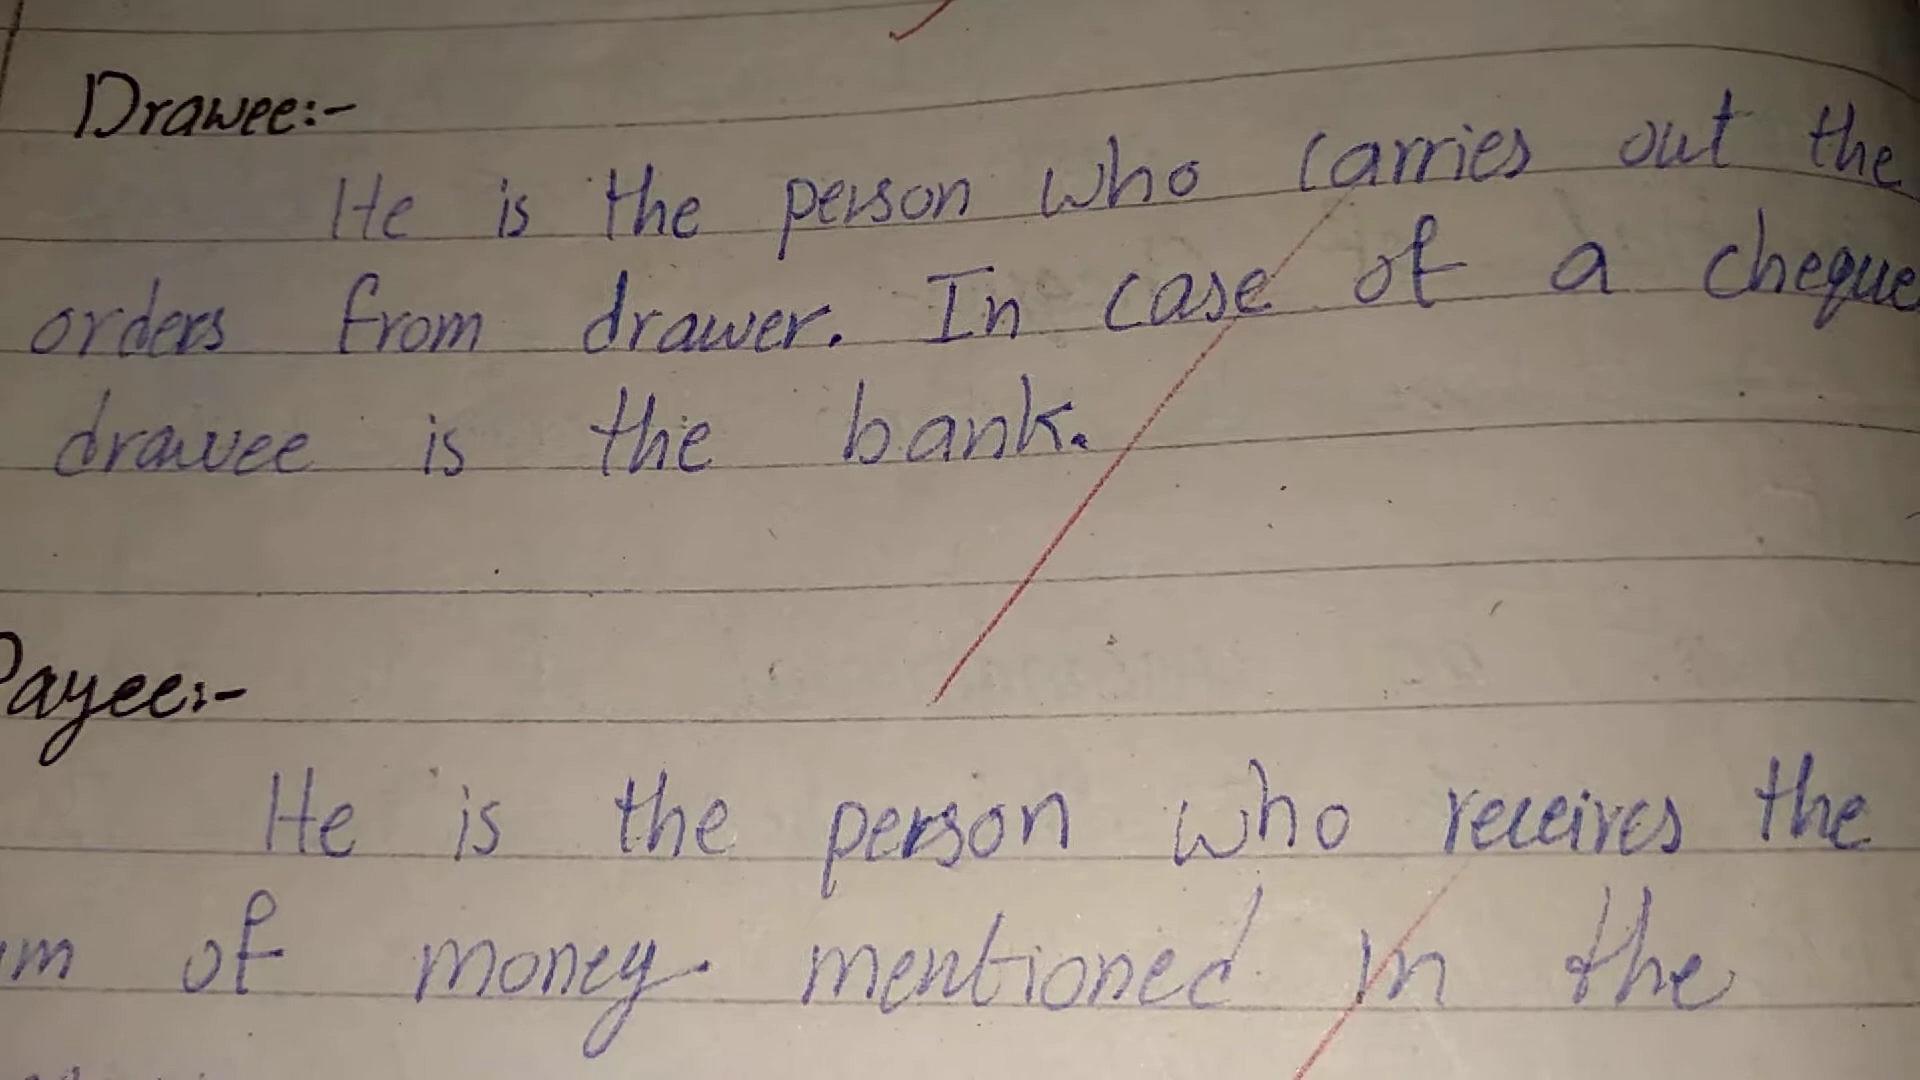 Drawee:-
He is the person who carries out the
orders from drawer. In case of a cheque
drawee is the bank.
Payee:-
He is the person who receives the
of money mentioned in the